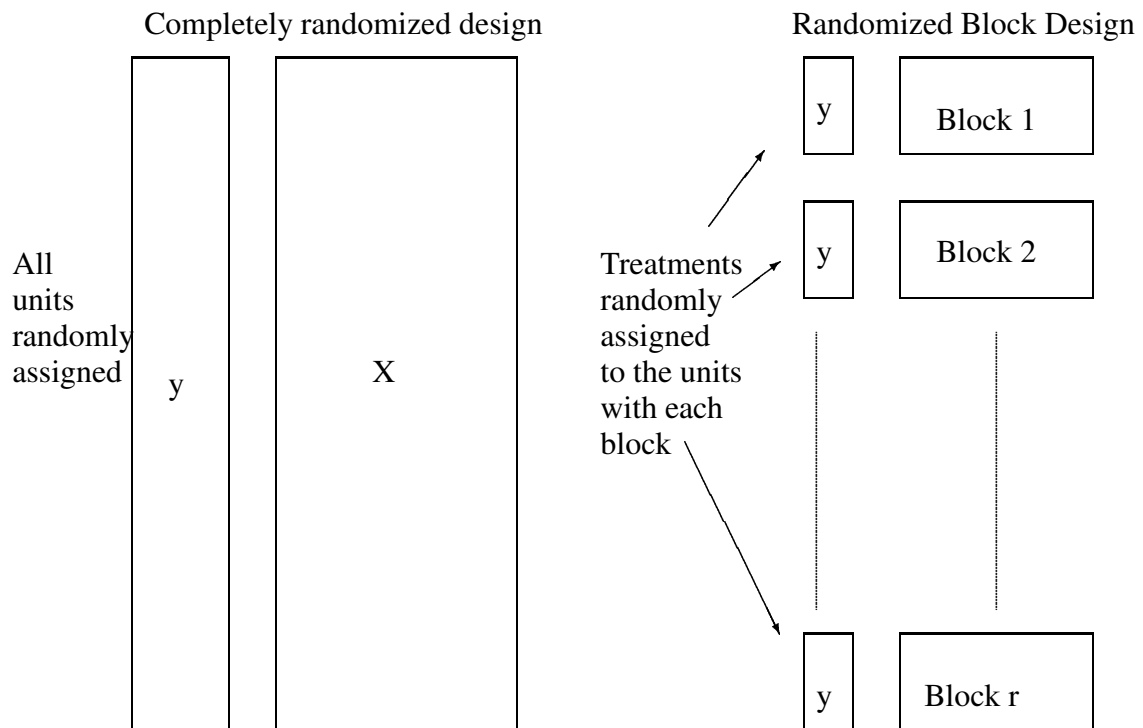 Completely randomized design
All
units
randomly
assigned
y
X
Randomized Block Design
Treatments
randomly
assigned
to the units
with each
block
y
Block 1
y
Block 2
y
Block r